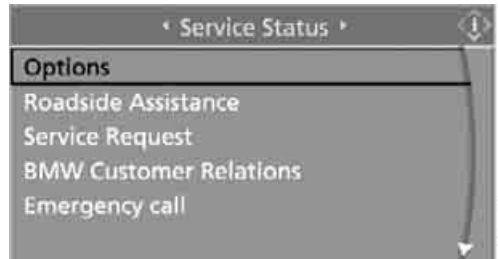 Service Status
Options
Roadside Assistance
Service Request
BMW Customer Relations
Emergency call